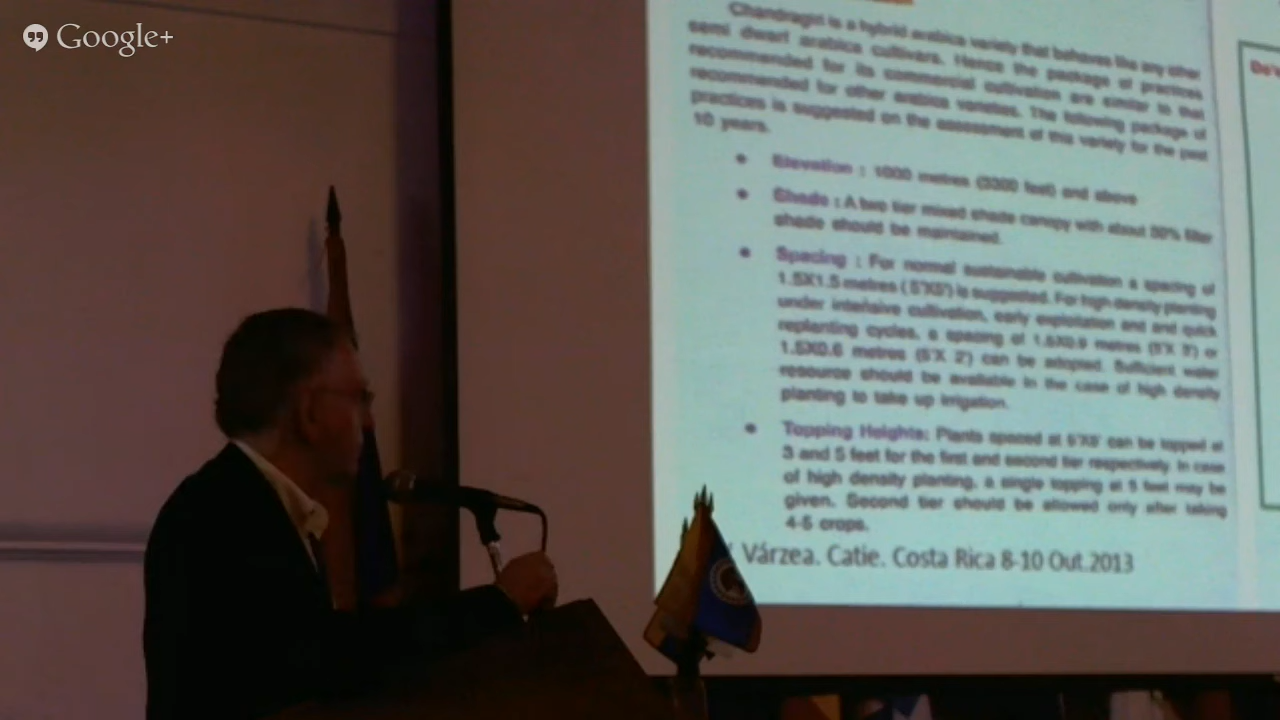 Google+
Chandragiri is a hybrid arabica variety that behaves like any other
semi dwarf arabica cultivars. Hence the package of practices
recommended for its commercial cultivation are similar to that
recommended for other arabica varieties. The following package of
practices is suggested on the assessment of this variety for the past
10 years.
Elevation : 1000 metres (3300 feet) and above
Shade : A two tier mixed shade canopy with about 50% filter
shade should be maintained.
Spacing : For normal sustainable cultivation a spacing of
1.5X1.5 metres (5'X5') is suggested. For high density planting
under intensive cultivation, early exploitation and and quick
replanting cycles, a spacing of 1.5X0.9 metres (5'X 3') or
1.5X0.6 metres (5'X 2') can be adopted. Sufficient water
resource should be available in the case of high density
planting to take up irrigation.
Topping Heights: Plants spaced at can be topped at
3 and 5 feet for the first and second tier respectively. In case
of high density planting, a single topping at 5 feet may be
given. Second tier should be allowed only after taking
4-5 crops.
Várzea. Catie. Costa Rica 8-10 Out.2013